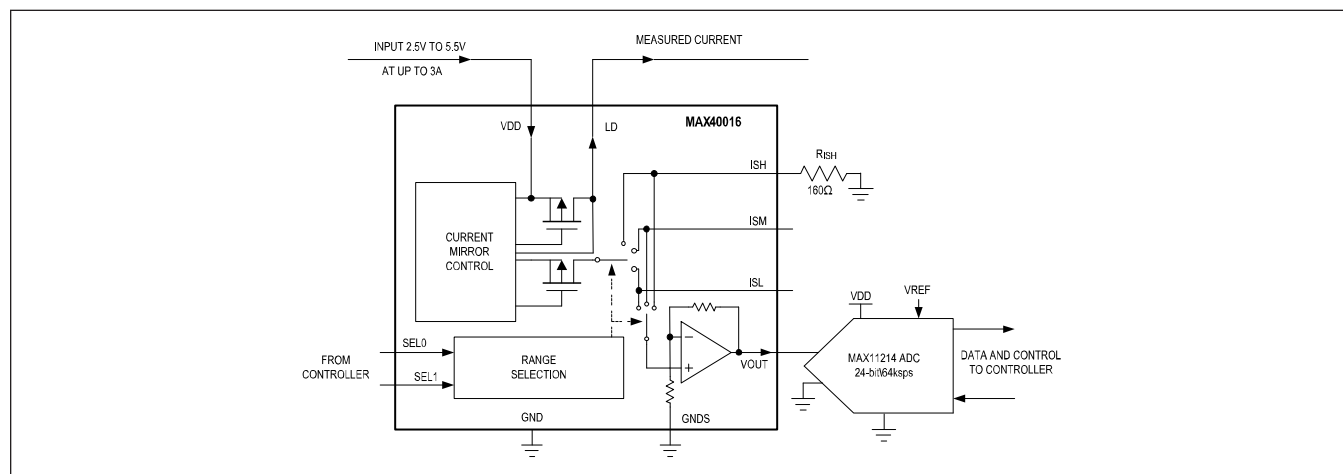 INPUT 2.5V TO 5.5V
AT UP TO 3A
MEASURED CURRENT
MAX40016
VDD
LD
ISH
RISH
160Ω
ISM
CURRENT
MIRROR
CONTROL
ISL
VDD
VREF
SEL0
FROM
CONTROLLER
SEL1
RANGE
SELECTION
−
+
VOUT
MAX11214 ADC
24-bit\64ksps
DATA AND CONTROL
TO CONTROLLER
GND
GNDS